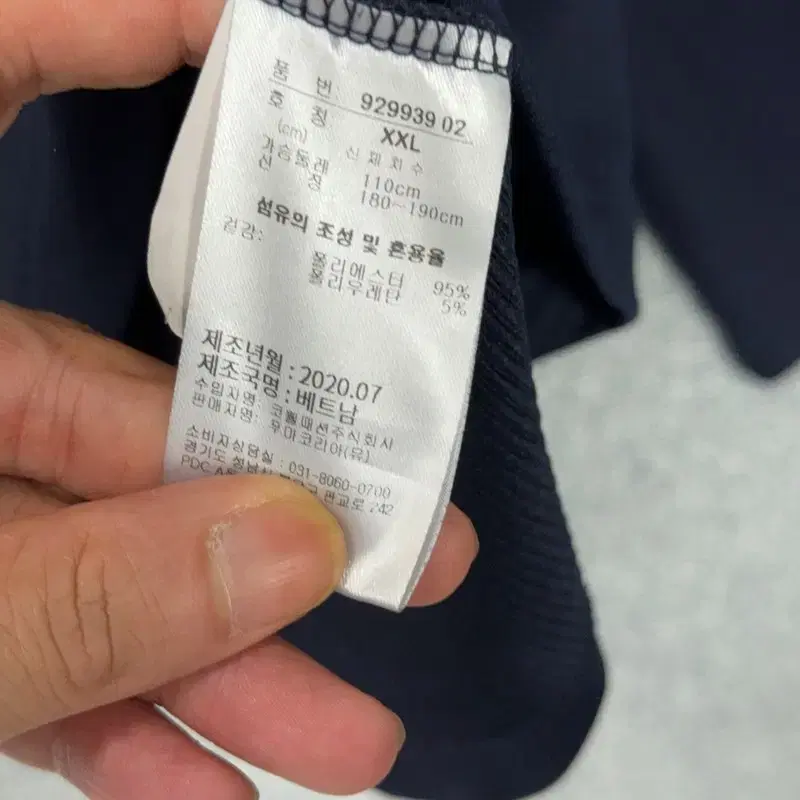 품 번 929939 02
호 칭 XXL
(cm) 신 체 치 수
가슴둘레 110cm
신 장 180~190cm
섬유의 조성 및 혼용율
겉감: 폴리에스터 95%
폴리우레탄 5%
제조년월 : 2020.07
제조국명 : 베트남
수입자명: 코웰패션주식회사
판매자명: 푸마코리아(유)
소비자상담실 : 031-8060-0700
경기도 성남시 분당구 판교로 242
PDC